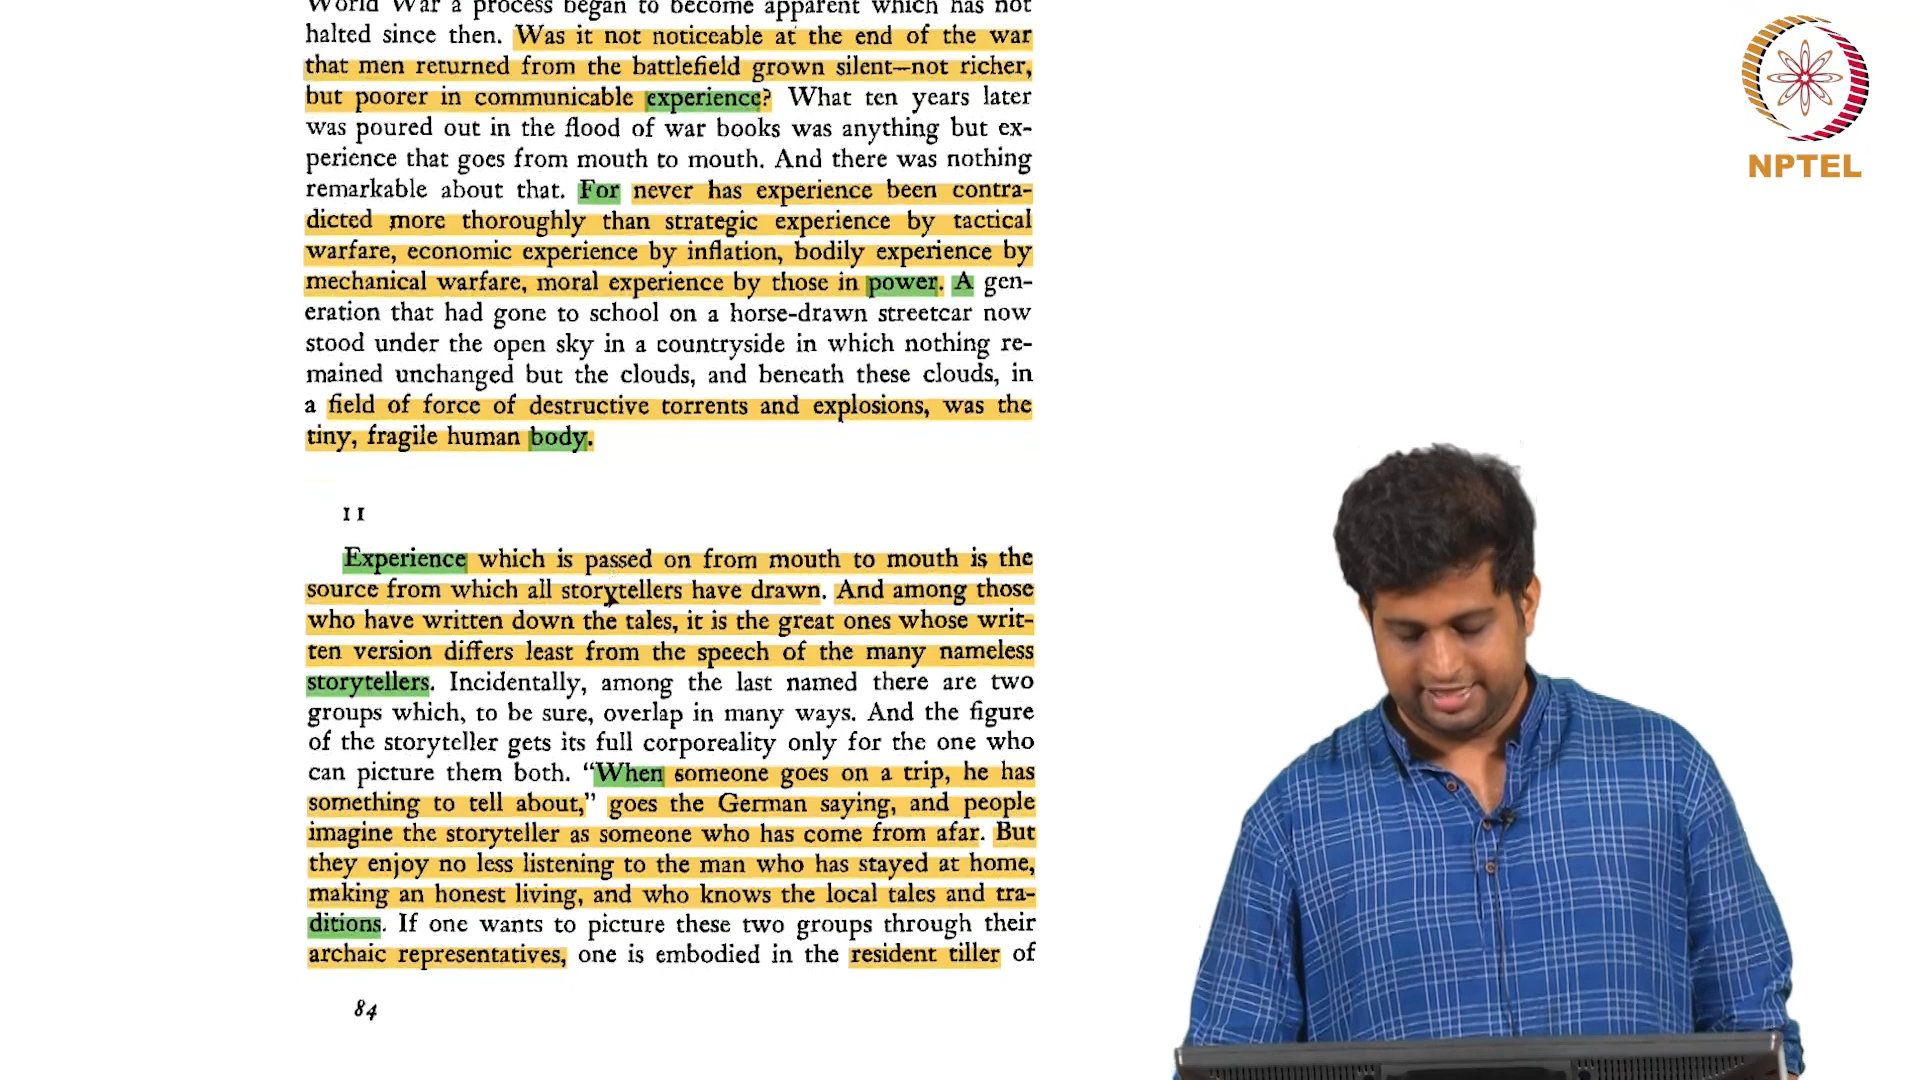 World War a process began to become apparent which has not
halted since then. Was it not noticeable at the end of the war
that men returned from the battlefield grown silent—not richer,
but poorer in communicable experience? What ten years later
was poured out in the flood of war books was anything but ex-
perience that goes from mouth to mouth. And there was nothing
remarkable about that. For never has experience been contra-
dicted more thoroughly than strategic experience by tactical
warfare, economic experience by inflation, bodily experience by
mechanical warfare, moral experience by those in power. A gen-
eration that had gone to school on a horse-drawn streetcar now
stood under the open sky in a countryside in which nothing re-
mained unchanged but the clouds, and beneath these clouds, in
a field of force of destructive torrents and explosions, was the
tiny, fragile human body.
II
Experience which is passed on from mouth to mouth is the
source from which all storytellers have drawn. And among those
who have written down the tales, it is the great ones whose writ-
ten version differs least from the speech of the many nameless
storytellers. Incidentally, among the last named there are two
groups which, to be sure, overlap in many ways. And the figure
of the storyteller gets its full corporeality only for the one who
can picture them both. “When someone goes on a trip, he has
something to tell about,” goes the German saying, and people
imagine the storyteller as someone who has come from afar. But
they enjoy no less listening to the man who has stayed at home,
making an honest living, and who knows the local tales and tra-
ditions. If one wants to picture these two groups through their
archaic representatives, one is embodied in the resident tiller of
84
NPTEL